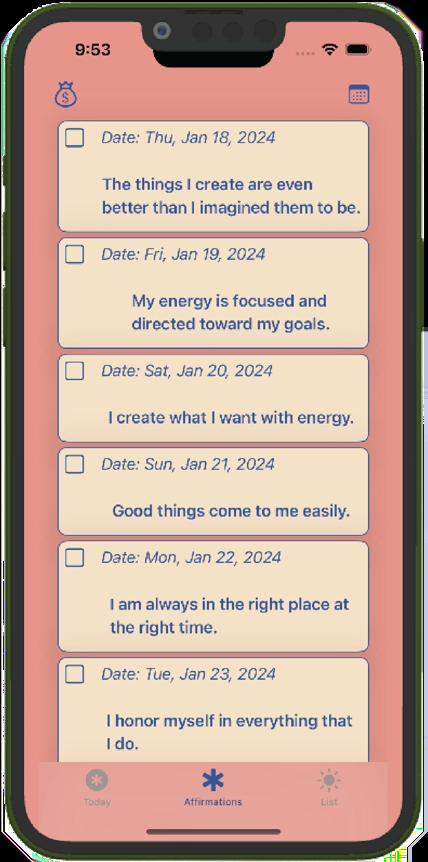 9:53
$
Date: Thu, Jan 18, 2024
The things I create are even
better than I imagined them to be.
Date: Fri, Jan 19, 2024
My energy is focused and
directed toward my goals.
Date: Sat, Jan 20, 2024
I create what I want with energy.
Date: Sun, Jan 21, 2024
Good things come to me easily.
Date: Mon, Jan 22, 2024
I am always in the right place at
the right time.
Date: Tue, Jan 23, 2024
I honor myself in everything that
I do.
Today Affirmations List